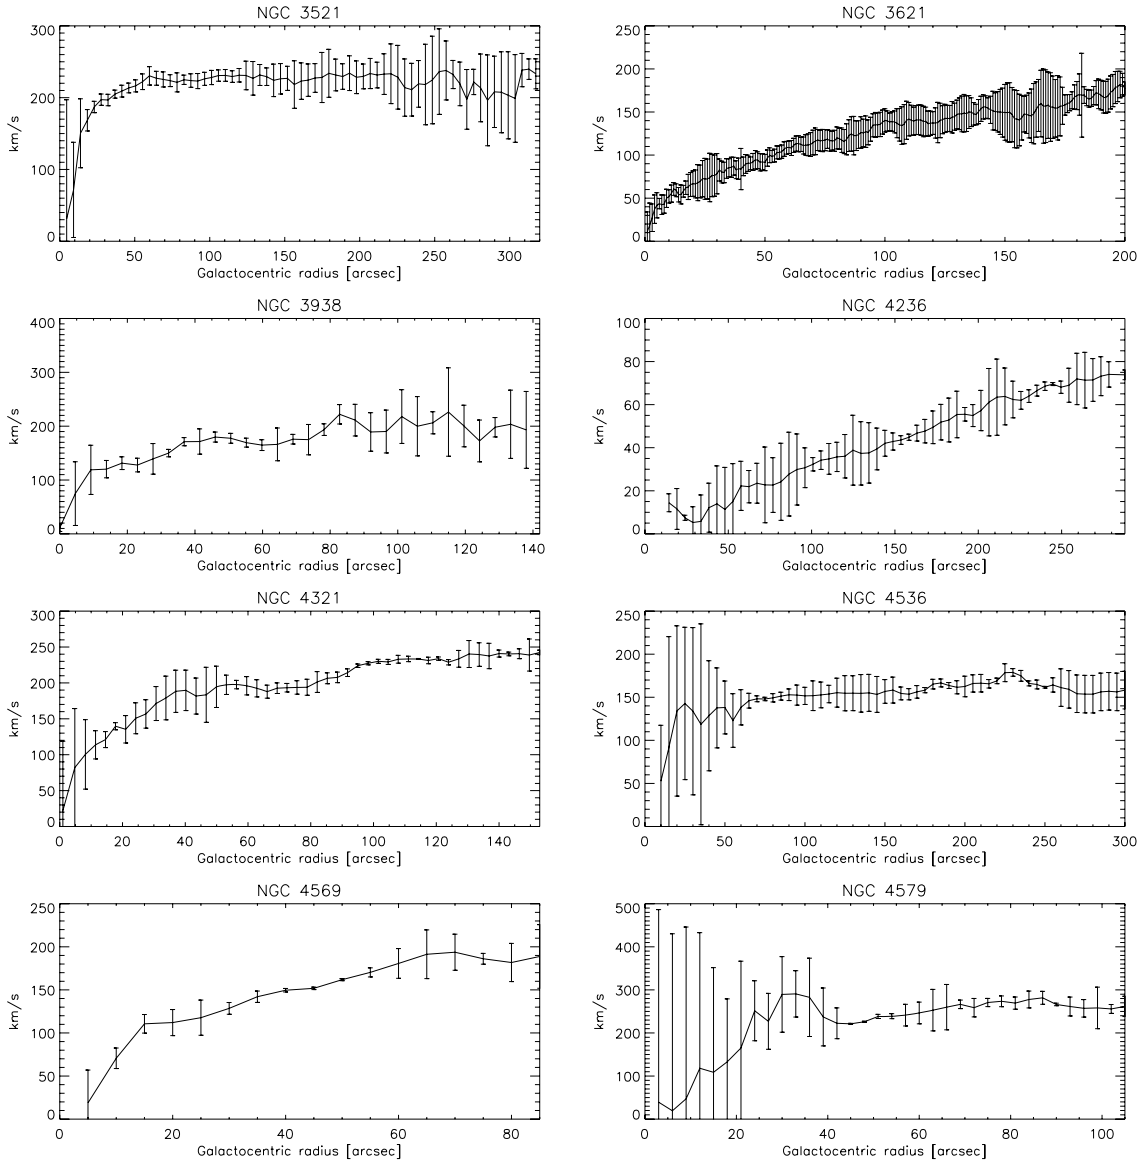 NGC 3521
NGC 3621
300
200
100
0
km/s
0 50 100 150 200 250 300
Galactocentric radius [arcsec]
250
200
150
100
50
0
km/s
0 50 100 150 200
Galactocentric radius [arcsec]
NGC 3938
NGC 4236
400
300
200
100
0
km/s
0 20 40 60 80 100 120 140
Galactocentric radius [arcsec]
100
80
60
40
20
0
km/s
0 50 100 150 200 250
Galactocentric radius [arcsec]
NGC 4321
NGC 4536
300
250
200
150
100
50
0
km/s
0 20 40 60 80 100 120 140
Galactocentric radius [arcsec]
250
200
150
100
50
0
km/s
0 50 100 150 200 250 300
Galactocentric radius [arcsec]
NGC 4569
NGC 4579
250
200
150
100
50
0
km/s
0 20 40 60 80
Galactocentric radius [arcsec]
500
400
300
200
100
0
km/s
0 20 40 60 80 100
Galactocentric radius [arcsec]